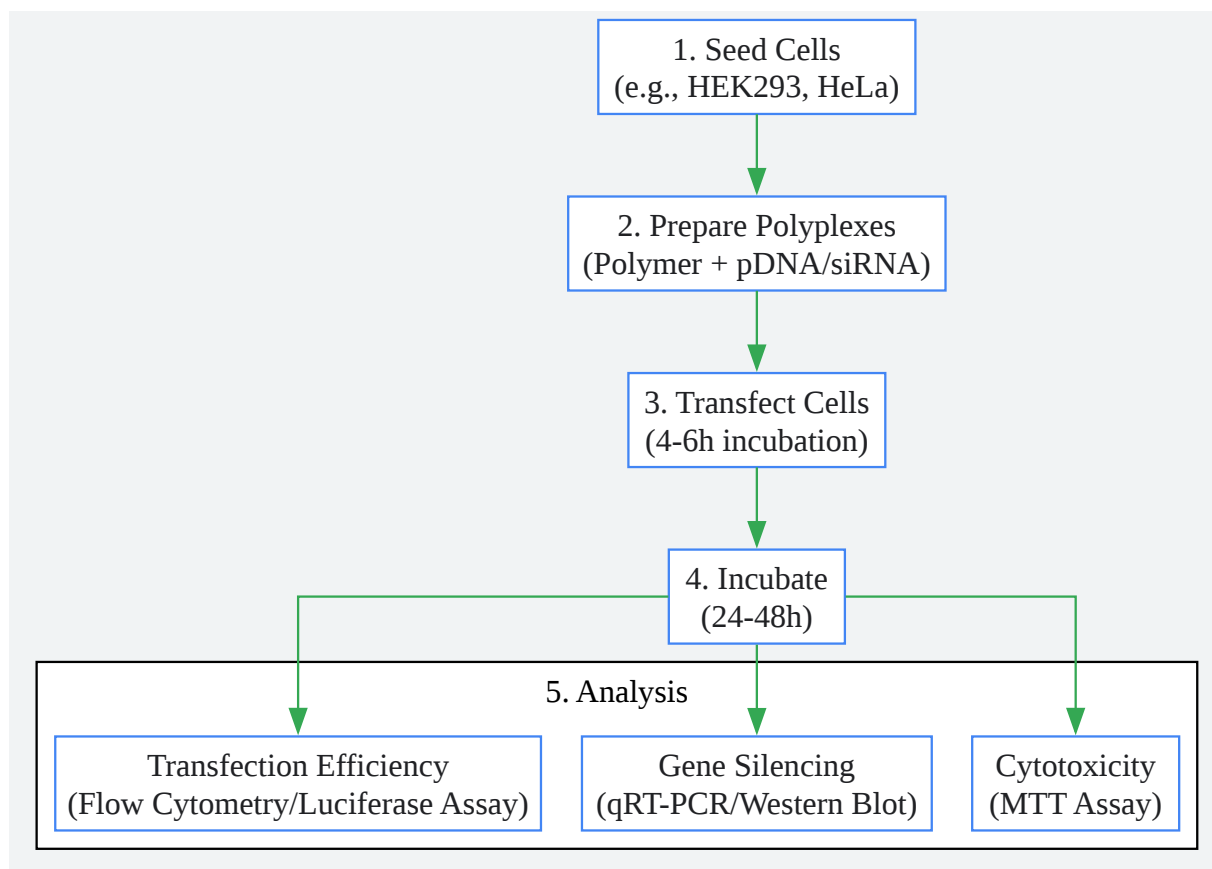 1. Seed Cells
(e.g., HEK293, HeLa)
2. Prepare Polyplexes
(Polymer + pDNA/siRNA)
3. Transfect Cells
(4-6h incubation)
4. Incubate
(24-48h)
5. Analysis
Transfection Efficiency
(Flow Cytometry/Luciferase Assay)
Gene Silencing
(qRT-PCR/Western Blot)
Cytotoxicity
(MTT Assay)